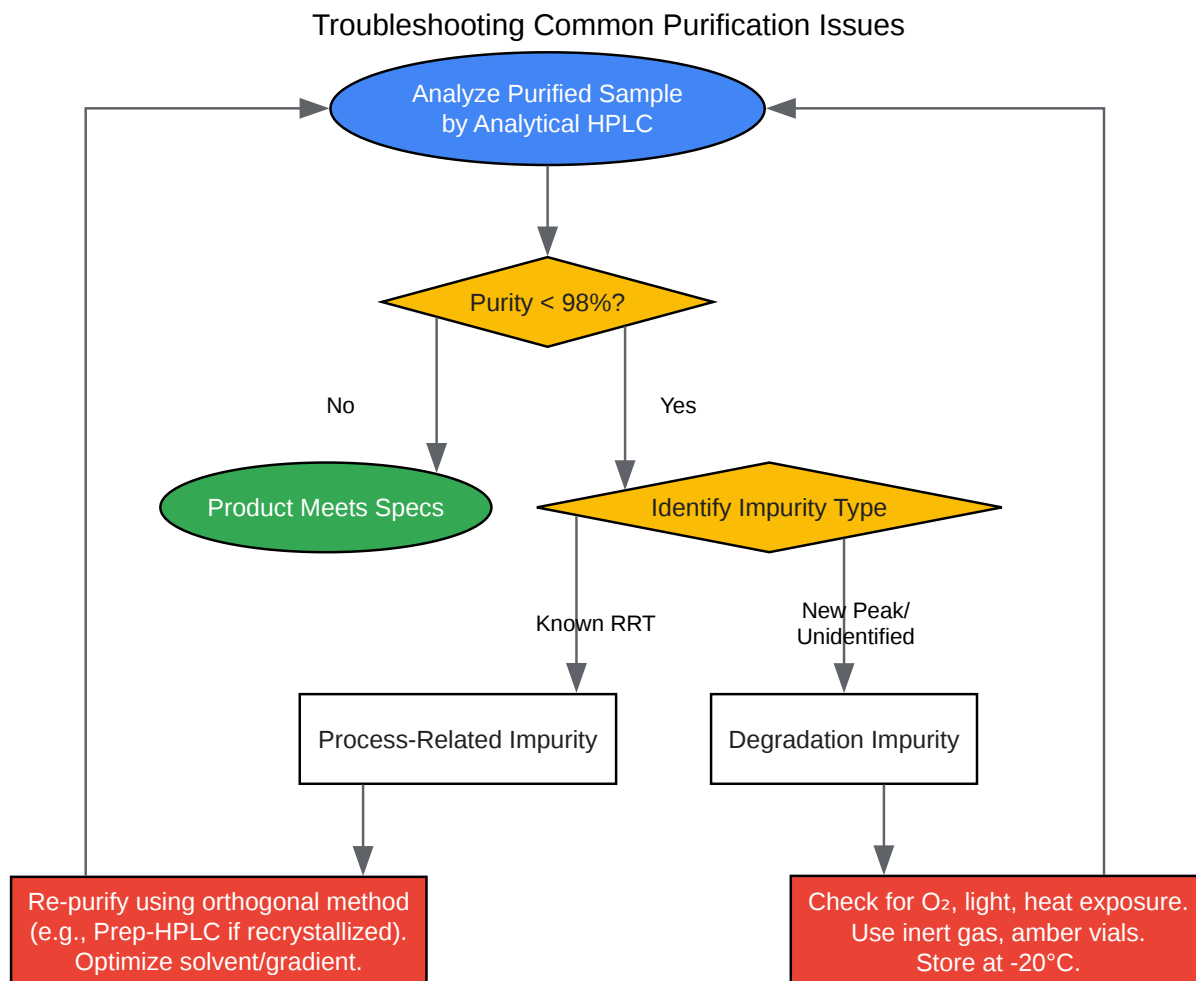 Troubleshooting Common Purification Issues
Analyze Purified Sample
by Analytical HPLC
Purity < 98%?
No
Yes
Product Meets Specs
Identify Impurity Type
Known RRT
New Peak/
Unidentified
Process-Related Impurity
Degradation Impurity
Re-purify using orthogonal method
(e.g., Prep-HPLC if recrystallized).
Optimize solvent/gradient.
Check for O₂, light, heat exposure.
Use inert gas, amber vials.
Store at -20°C.